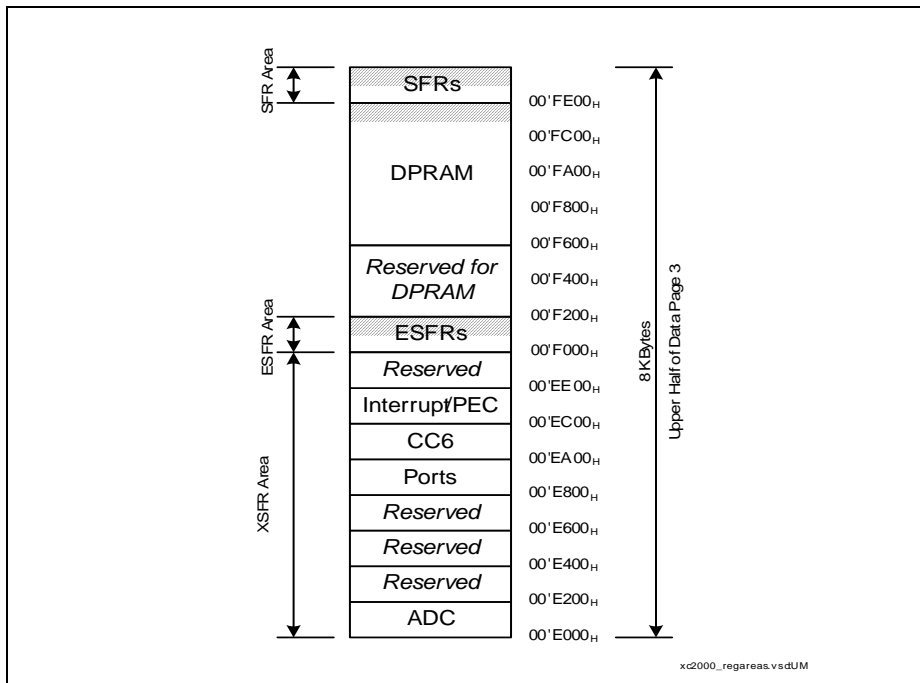 SFR Area
SFRs
00'FE00H
00'FC00H
DPRAM
00'FA00H
00'F800H
00'F600H
Reserved for
DPRAM
00'F400H
00'F200H
ESFR Area
ESFRs
00'F000H
Reserved
00'EE00H
Interrupt/PEC
00'EC00H
CC6
00'EA00H
Ports
00'E800H
XSFR Area
Reserved
00'E600H
Reserved
00'E400H
Reserved
00'E200H
ADC
00'E000H
8 KBytes
Upper Half of Data Page 3
xc2000_regareas.vsdUM